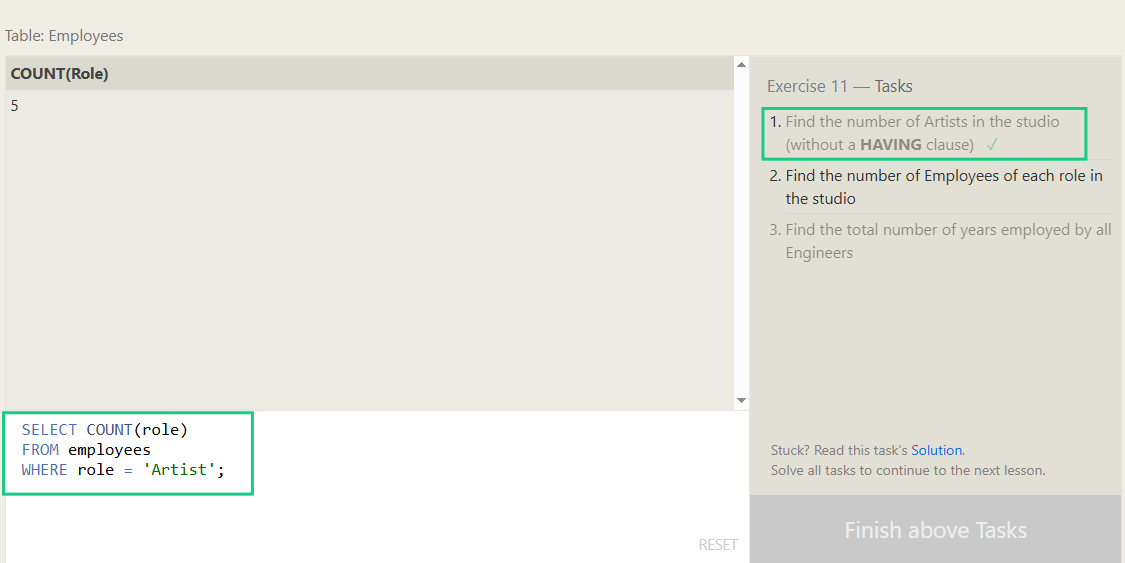 Table: Employees
COUNT(Role)
5
SELECT COUNT(role)
FROM employees
WHERE role = 'Artist';
RESET
Exercise 11 — Tasks
1. Find the number of Artists in the studio
(without a HAVING clause) ✓
2. Find the number of Employees of each role in
the studio
3. Find the total number of years employed by all
Engineers
Stuck? Read this task's Solution.
Solve all tasks to continue to the next lesson.
Finish above Tasks